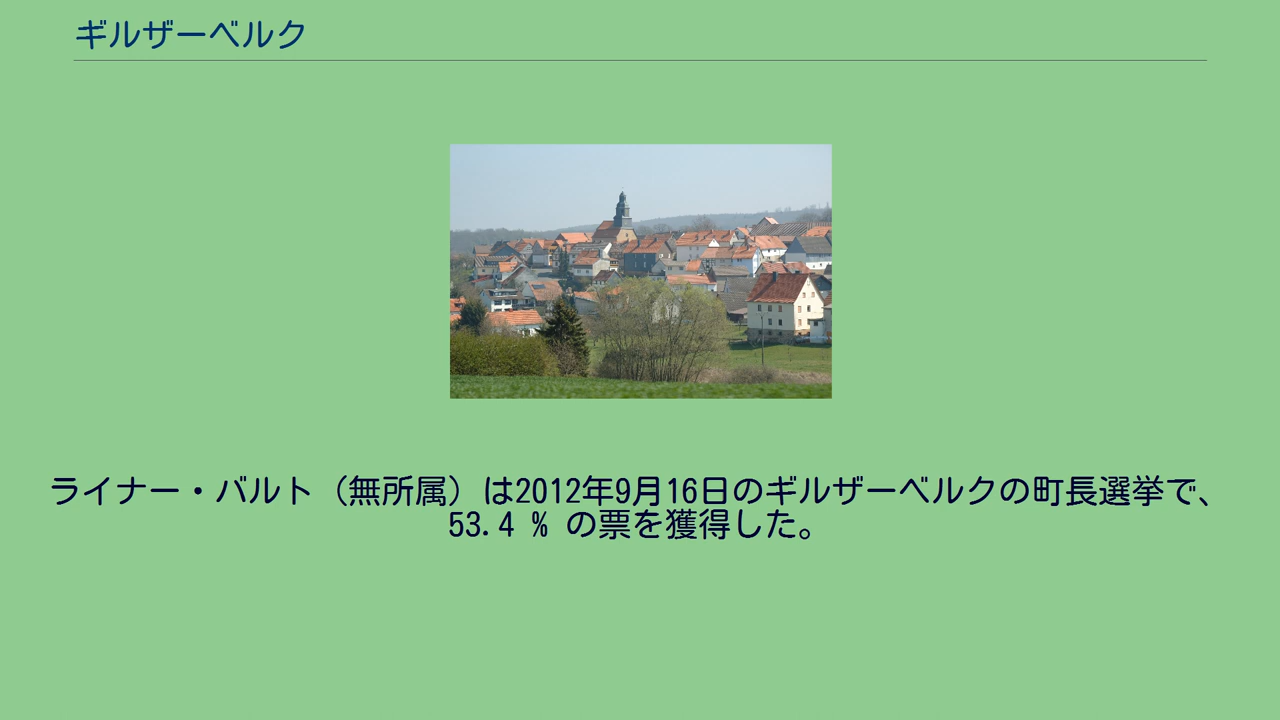 ギルザーベルク
ライナー・バルト（無所属）は2012年9月16日のギルザーベルクの町長選挙で、
53.4 % の票を獲得した。